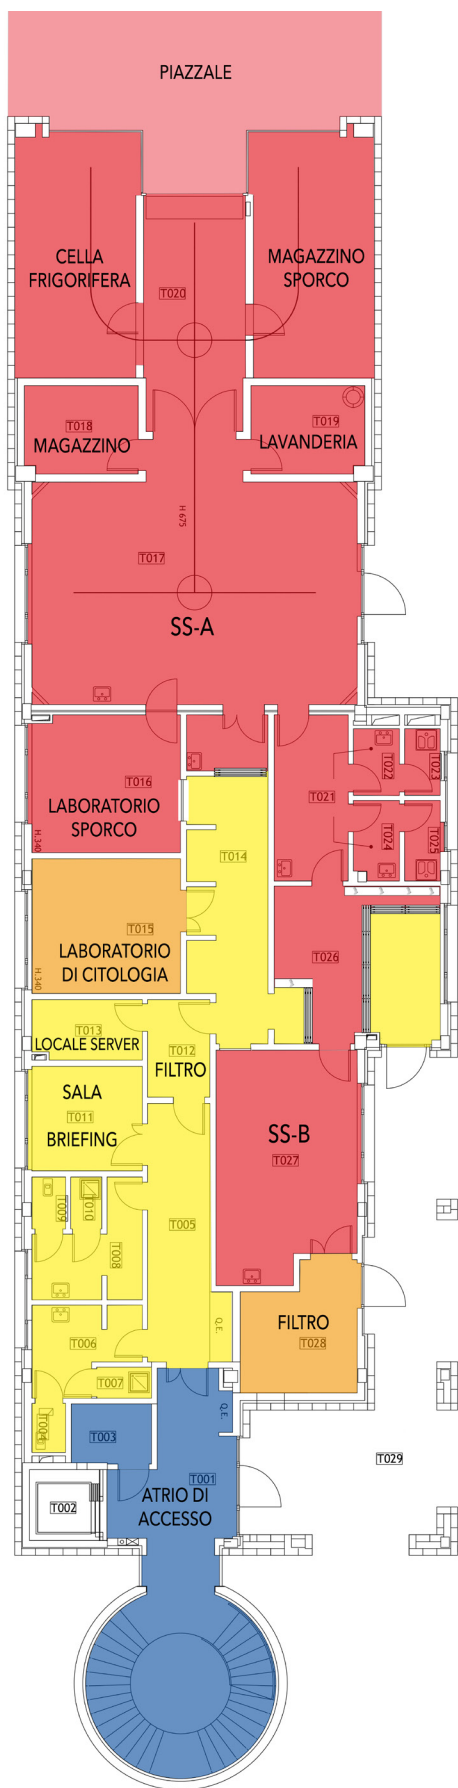 PIAZZALE
CELLA
FRIGORIFERA
MAGAZZINO
SPORCO
T020
T018
MAGAZZINO
T019
LAVANDERIA
H 675
T017
SS-A
T016
LABORATORIO
SPORCO
H.340
T021
T022
T023
T024
T025
T014
T015
LABORATORIO
DI CITOLOGIA
H.340
T026
T013
LOCALE SERVER
T012
FILTRO
SALA
T011
BRIEFING
SS-B
T027
T009
T010
T008
T005
T006
T007
Q.E.
FILTRO
T028
T004
T003
Q.E.
T001
ATRIO DI
ACCESSO
T002
T029